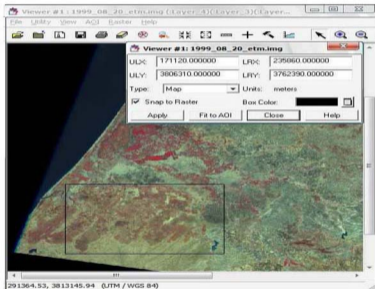 Viewer #1: 1999_08_20_etm.img (:Layer_4)(:Layer_3)(:Layer...
File Utility View AOI Raster Help
Viewer #1: 1999_08_20_etm.img
ULX: 171120.000000 LRX: 235060.000000
ULY: 3806310.000000 LRY: 3762390.000000
Type: Map Units: meters
Snap to Raster Box Color:
Apply Fit to AOI Close Help
291364.53, 3813145.94 (UTM / WGS 84)